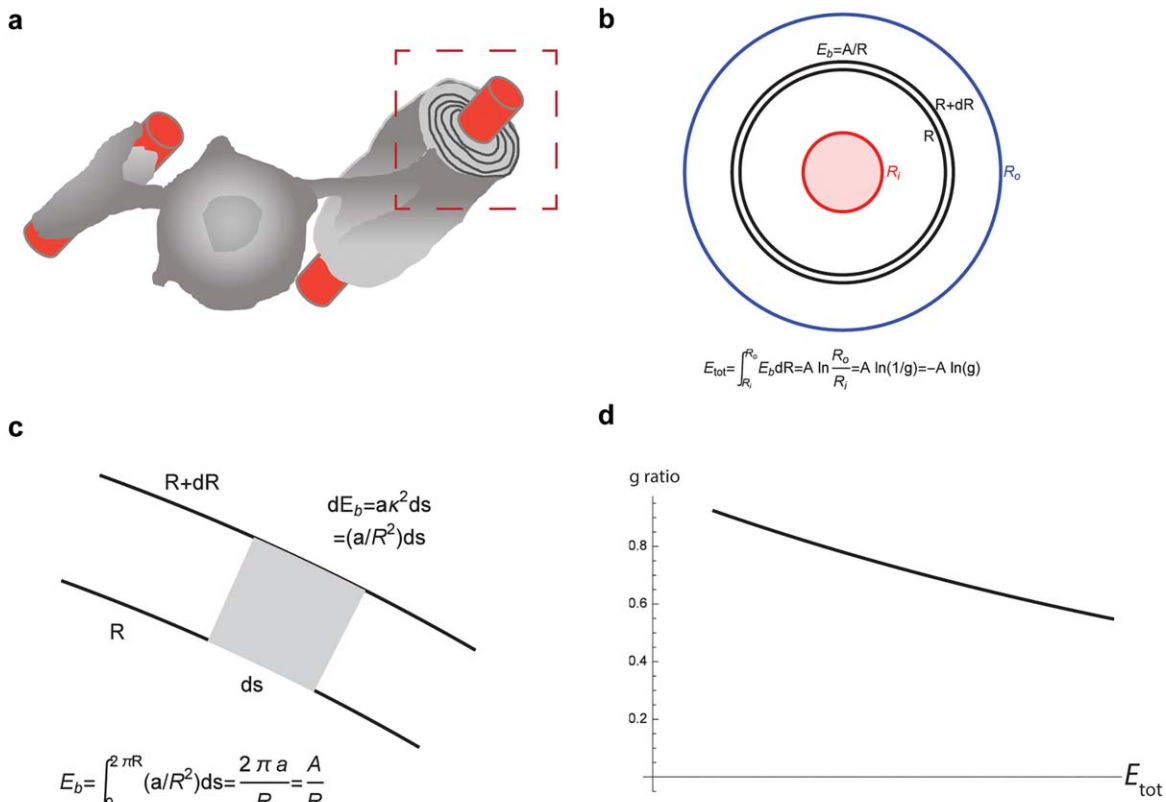 a
b
E_b=A/R
R+dR
R
R_i
R_o
E_tot=∫_{R_i}^{R_o} E_b dR=A ln R_o/R_i=A ln(1/g)=−A ln(g)
c
R+dR
dE_b=aκ²ds
=(a/R²)ds
R
ds
E_b=∫_0^{2πR} (a/R²)ds=2πa/R=A/R
d
g ratio
0.8
0.6
0.4
0.2
E_tot